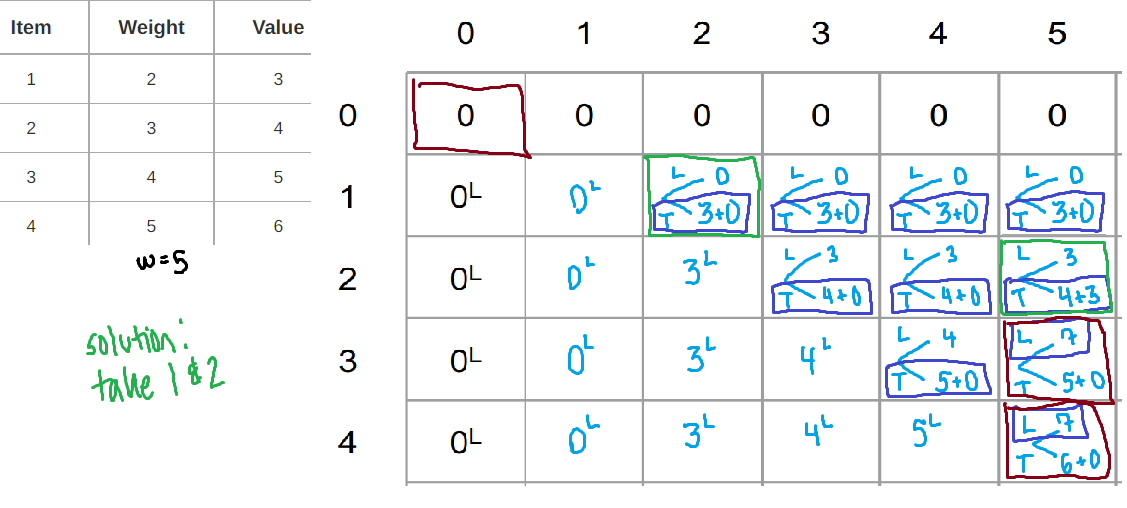 Item Weight Value
1 2 3
2 3 4
3 4 5
4 5 6
w=5
solution:
take 1 & 2
0 1 2 3 4 5
0 0 0 0 0 0 0
1 0L 0L L 0 L 0 L 0 L 0
T 3+0 T 3+0 T 3+0 T 3+0
2 0L 0L 3L L 3 L 3 L 3
T 4+0 T 4+0 T 4+3
3 0L 0L 3L 4L L 4 L 7
T 5+0 T 5+0
4 0L 0L 3L 4L 5L L 7
T 6+0